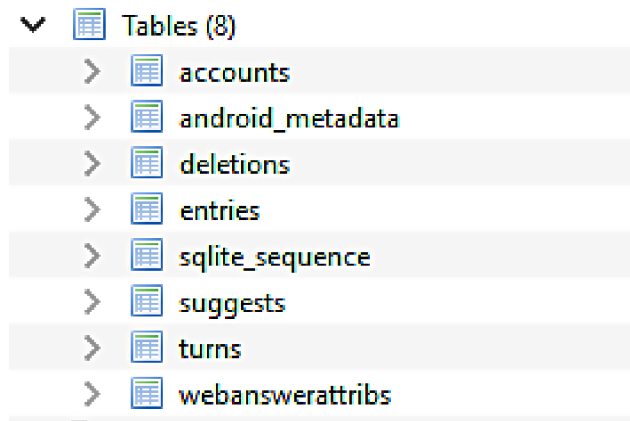 Tables (8)
accounts
android_metadata
deletions
entries
sqlite_sequence
suggests
turns
webanswerattribs